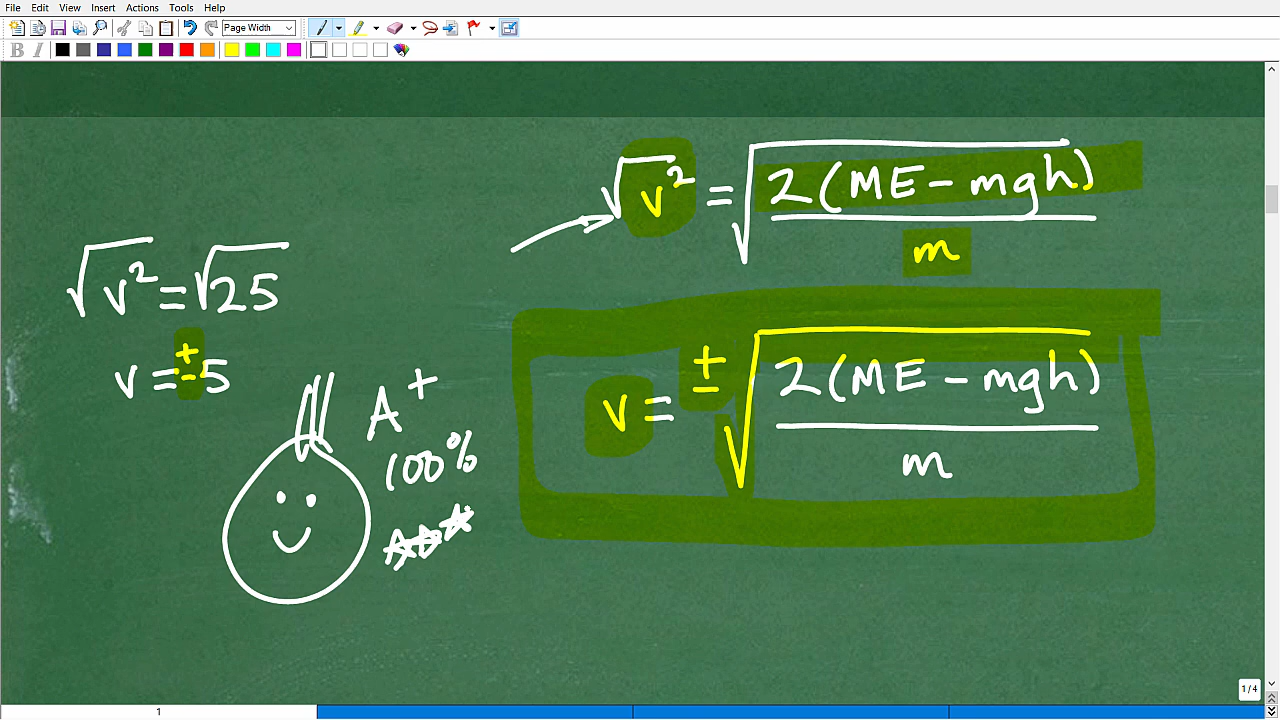 File Edit View Insert Actions Tools Help
Page Width
B I
√v² = √(2(ME - mgh)/m)
√v² = √25
v = ± 5
v = ± √(2(ME - mgh)/m)
A+
100%
1/4
1